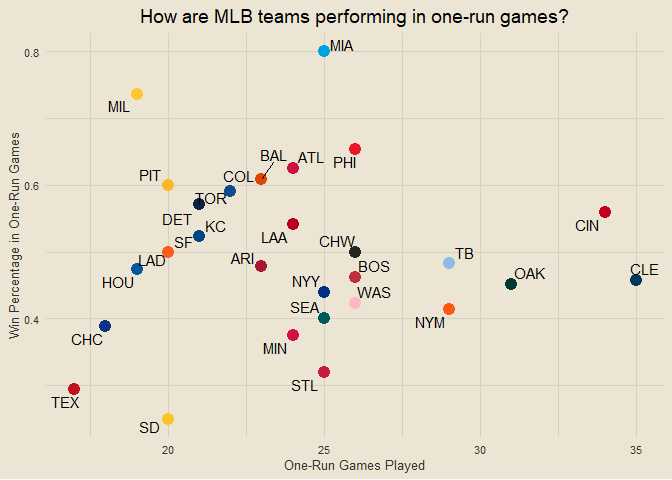 How are MLB teams performing in one-run games?
0.8
MIA
MIL
BAL
ATL
PHI
PIT
COL
0.6
TOR
DET
KC
CIN
SF
LAA
CHW
LAD
ARI
TB
BOS
CLE
HOU
NYY
OAK
WAS
SEA
0.4
NYM
CHC
MIN
STL
TEX
SD
20
25
30
35
One-Run Games Played
Win Percentage in One-Run Games